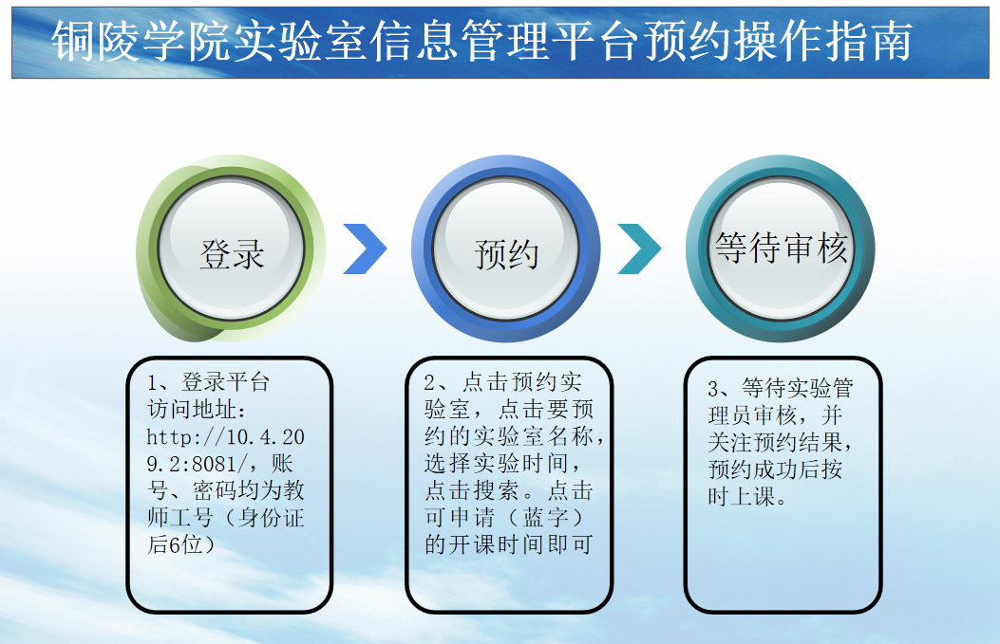 铜陵学院实验室信息管理平台预约操作指南
登录
预约
等待审核
1、登录平台
访问地址：
http://10.4.20
9.2:8081/，账
号、密码均为教
师工号（身份证
后6位）
2、点击预约实
验室，点击要预
约的实验室名称，
选择实验时间，
点击搜索。点击
可申请（蓝字）
的开课时间即可
3、等待实验管
理员审核，并
关注预约结果，
预约成功后按
时上课。